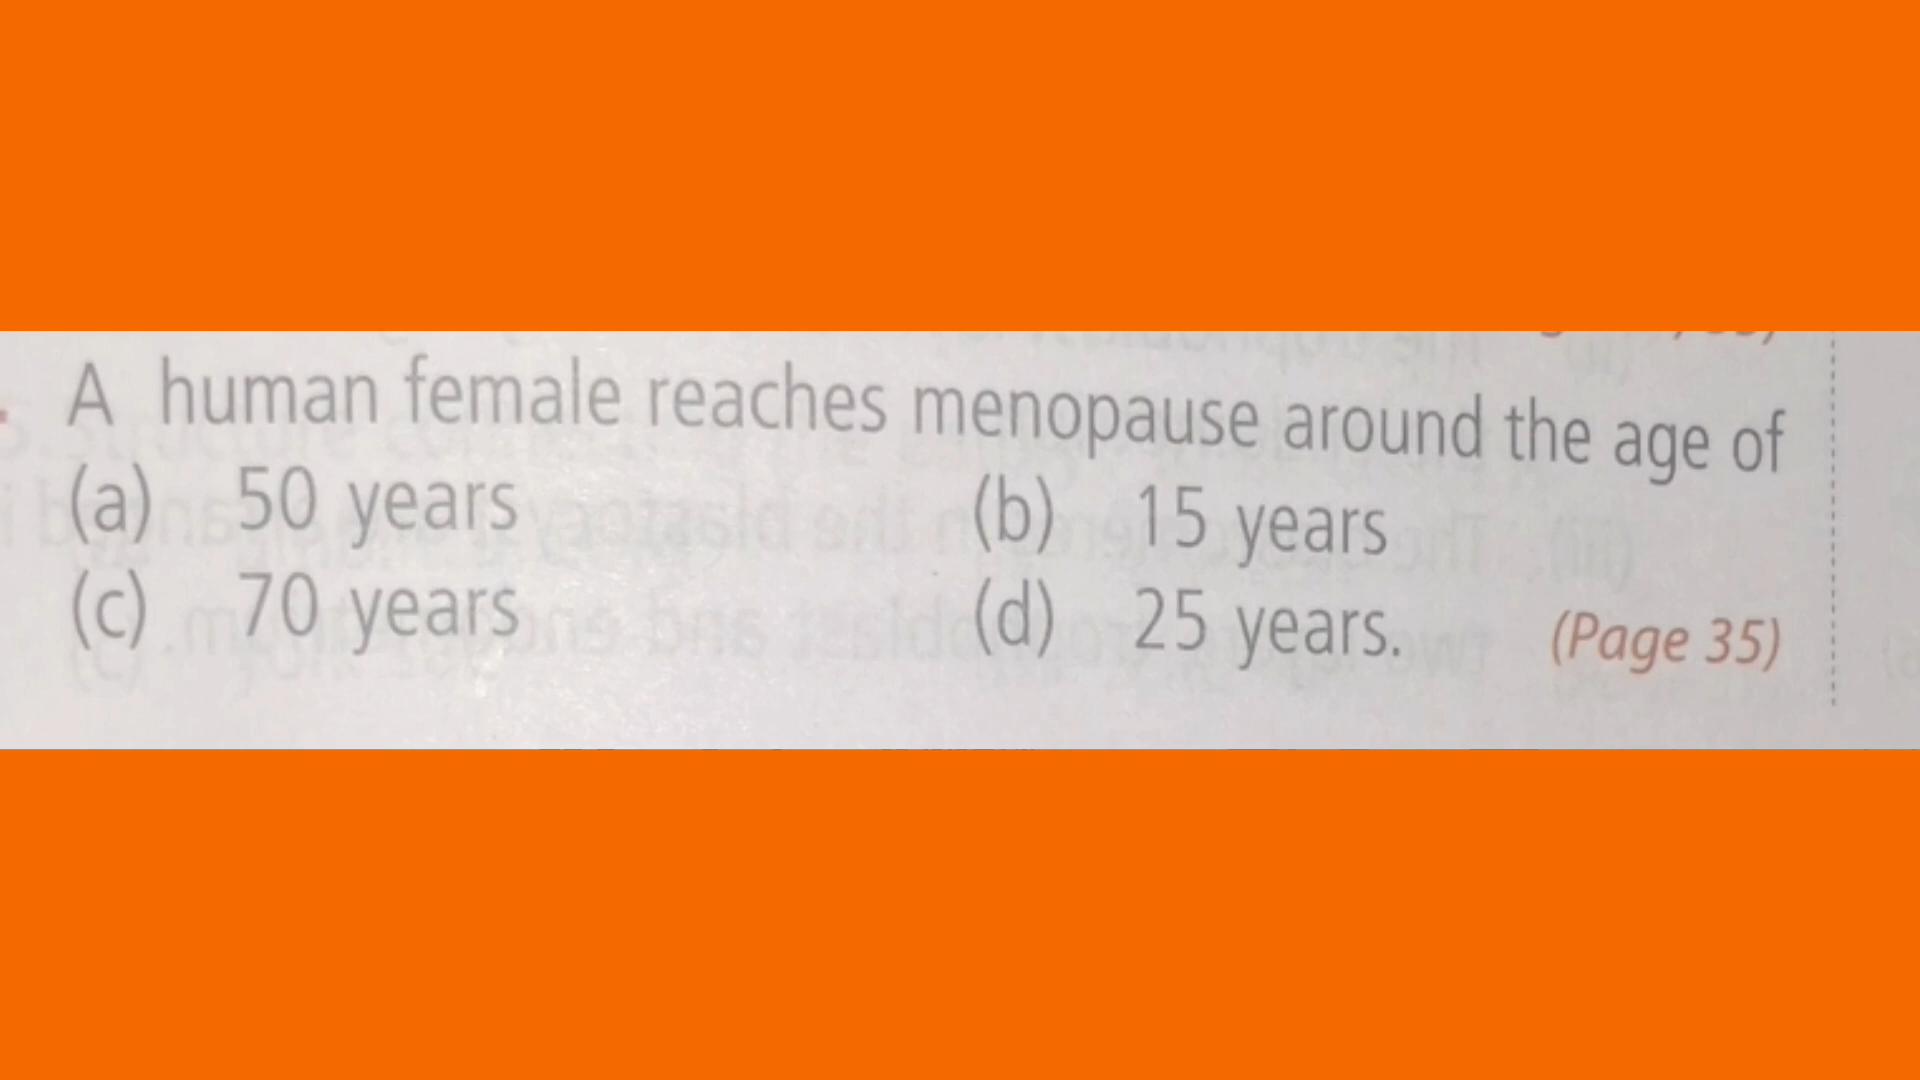 A human female reaches menopause around the age of
(a) 50 years (b) 15 years
(c) 70 years (d) 25 years. (Page 35)